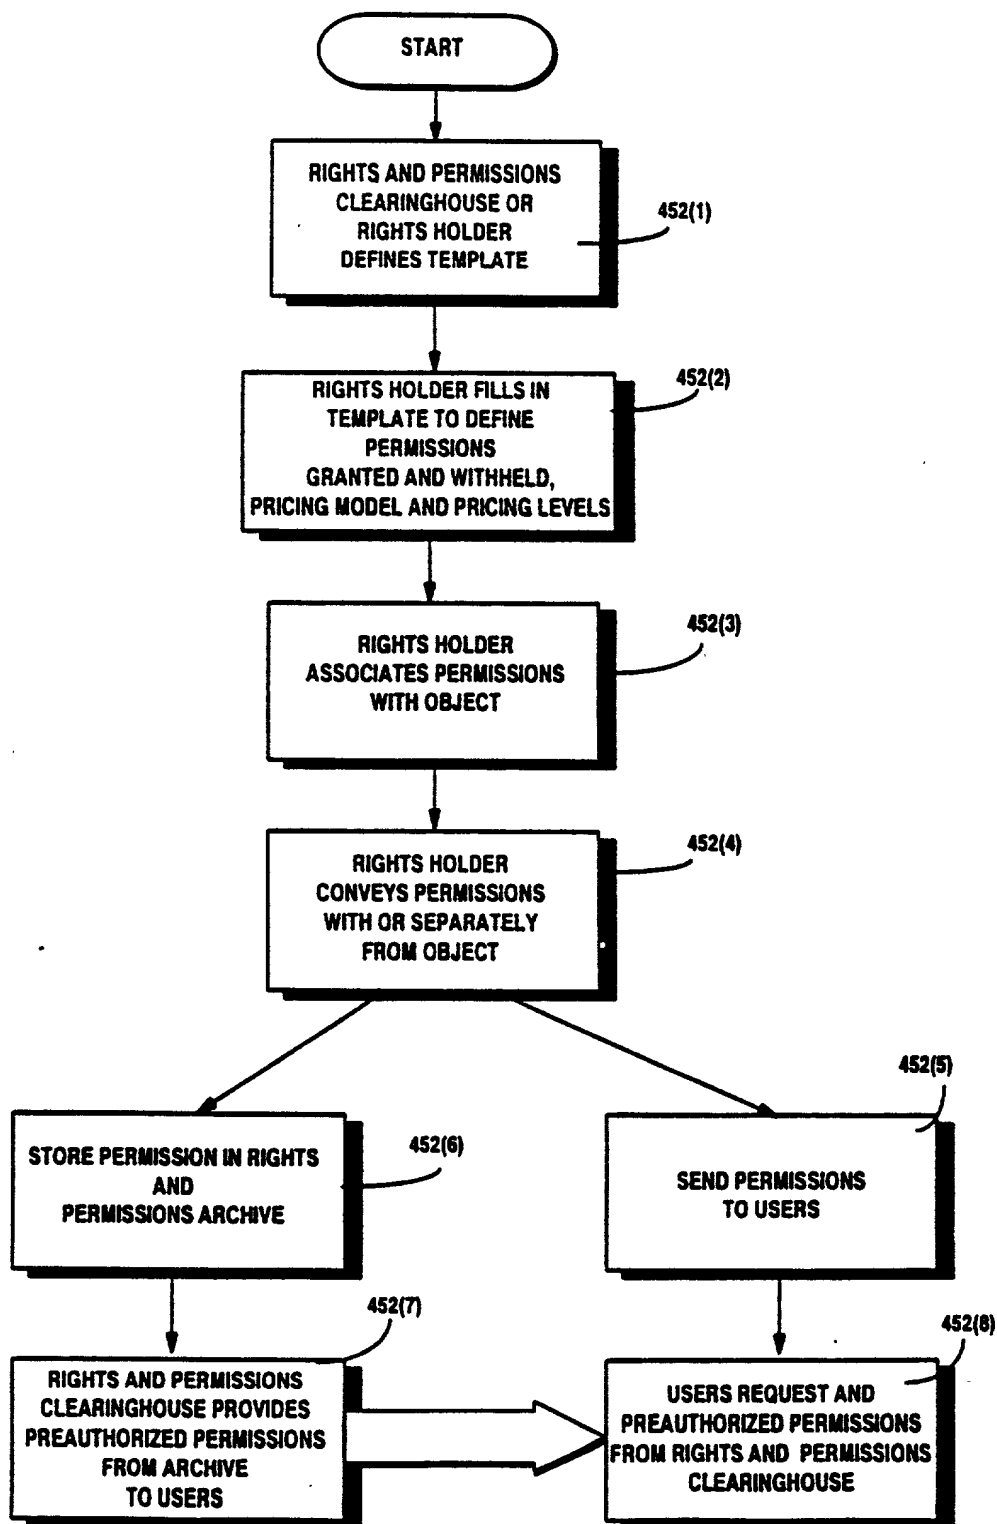 START
RIGHTS AND PERMISSIONS
CLEARINGHOUSE OR
RIGHTS HOLDER
DEFINES TEMPLATE
452(1)
RIGHTS HOLDER FILLS IN
TEMPLATE TO DEFINE
PERMISSIONS
GRANTED AND WITHHELD,
PRICING MODEL AND PRICING LEVELS
452(2)
RIGHTS HOLDER
ASSOCIATES PERMISSIONS
WITH OBJECT
452(3)
RIGHTS HOLDER
CONVEYS PERMISSIONS
WITH OR SEPARATELY
FROM OBJECT
452(4)
STORE PERMISSION IN RIGHTS
AND
PERMISSIONS ARCHIVE
452(6)
SEND PERMISSIONS
TO USERS
452(5)
RIGHTS AND PERMISSIONS
CLEARINGHOUSE PROVIDES
PREAUTHORIZED PERMISSIONS
FROM ARCHIVE
TO USERS
452(7)
USERS REQUEST AND
PREAUTHORIZED PERMISSIONS
FROM RIGHTS AND PERMISSIONS
CLEARINGHOUSE
452(8)